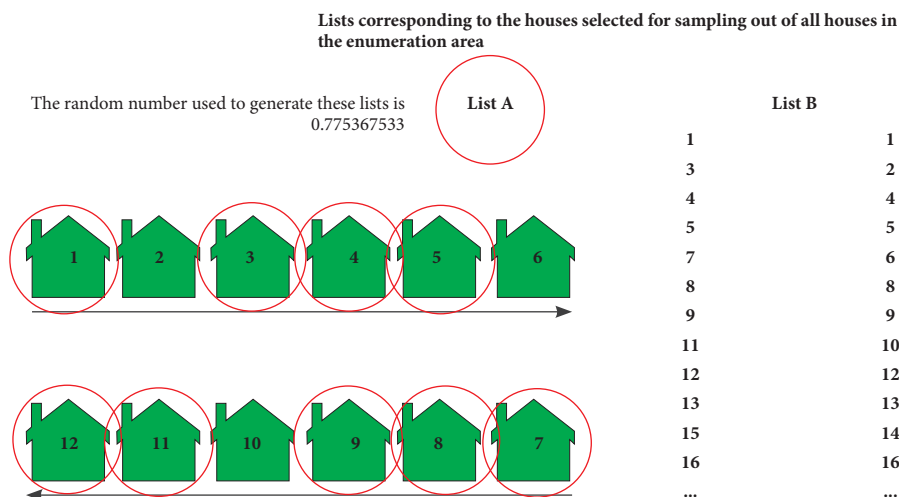 Lists corresponding to the houses selected for sampling out of all houses in
the enumeration area
The random number used to generate these lists is
0.775367533
List A
List B
1 1
3 2
4 4
5 5
7 6
8 8
9 9
11 10
12 12
13 13
15 14
16 16
... ...
1 2 3 4 5 6
12 11 10 9 8 7